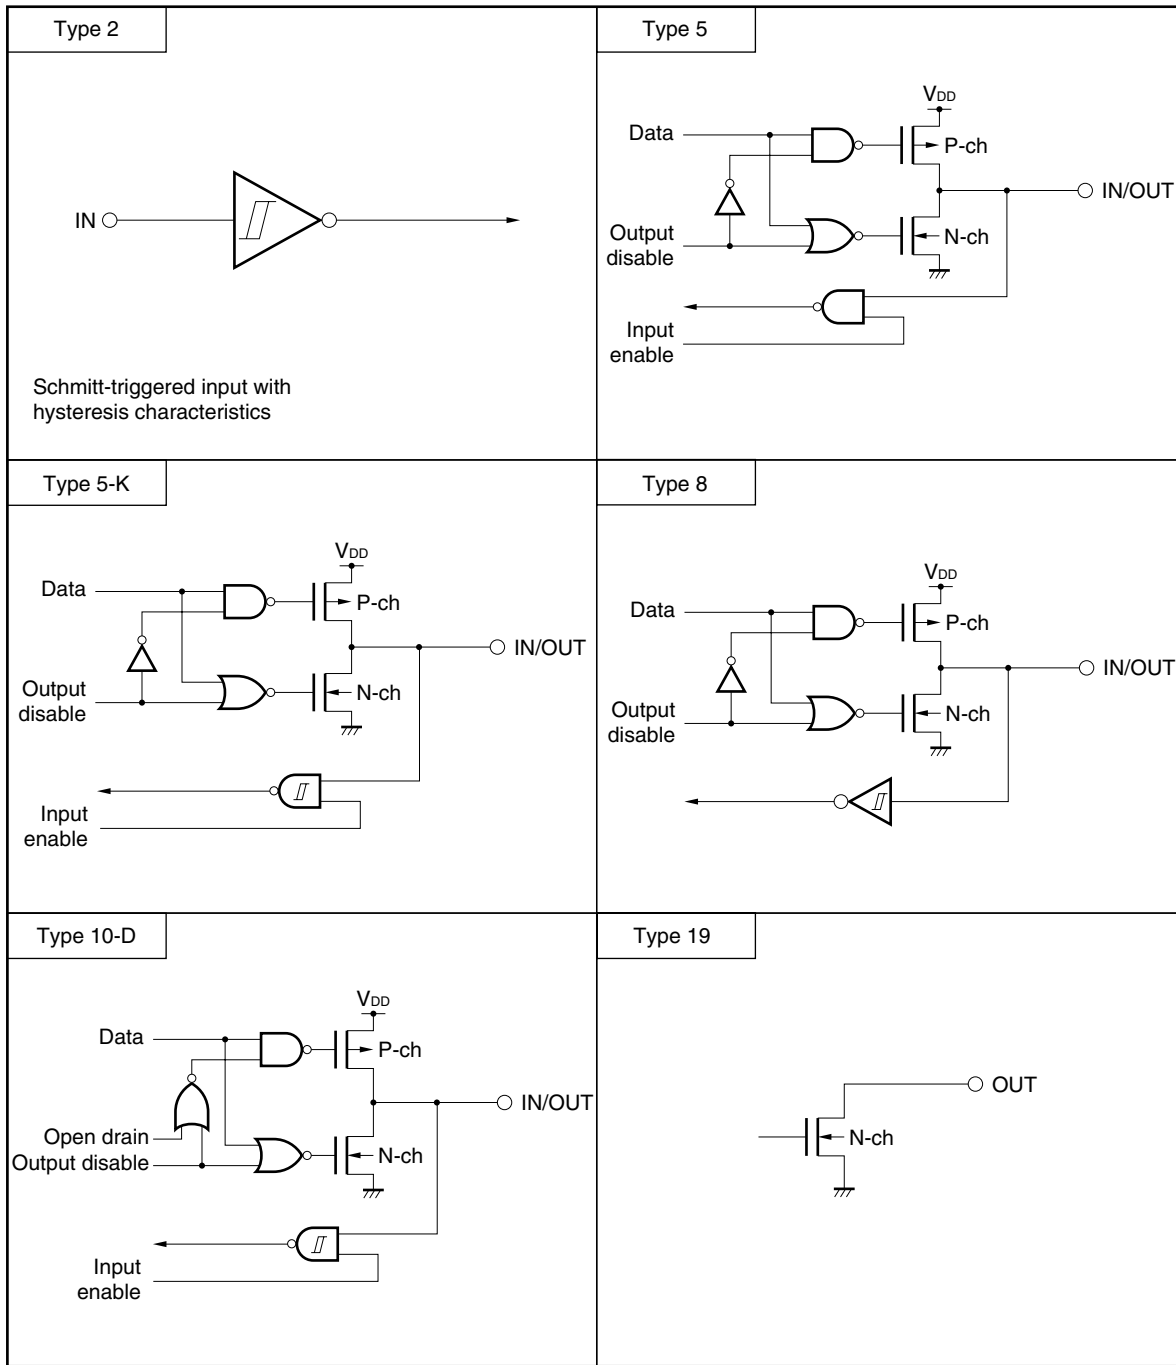 Type 2
IN
Schmitt-triggered input with
hysteresis characteristics
Type 5
VDD
Data
P-ch
IN/OUT
Output
disable
N-ch
Input
enable
Type 5-K
VDD
Data
P-ch
IN/OUT
Output
disable
N-ch
Input
enable
Type 8
VDD
Data
P-ch
IN/OUT
Output
disable
N-ch
Type 10-D
VDD
Data
P-ch
IN/OUT
Open drain
Output disable
N-ch
Input
enable
Type 19
OUT
N-ch